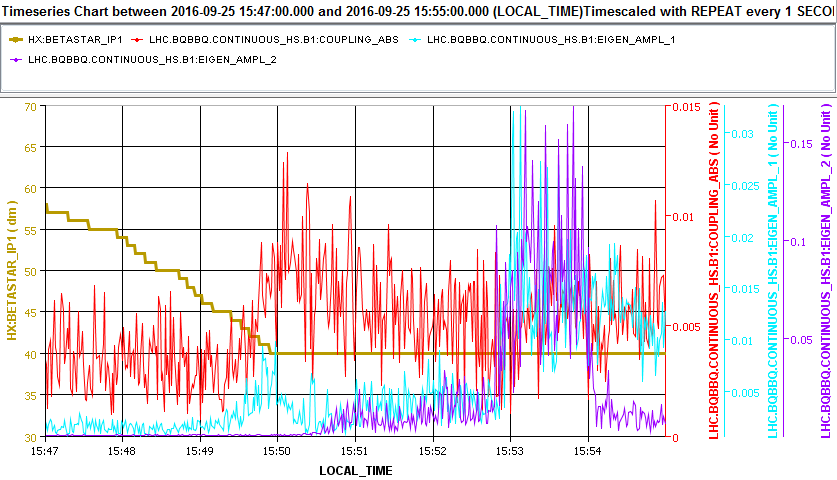 Timeseries Chart between 2016-09-25 15:47:00.000 and 2016-09-25 15:55:00.000 (LOCAL_TIME)Timescaled with REPEAT every 1 SECO
HX:BETASTAR_IP1 LHC.BQBBQ.CONTINUOUS_HS.B1:COUPLING_ABS LHC.BQBBQ.CONTINUOUS_HS.B1:EIGEN_AMPL_1
LHC.BQBBQ.CONTINUOUS_HS.B1:EIGEN_AMPL_2
HX:BETASTAR_IP1 ( dm )
70
65
60
55
50
45
40
35
30
15:47 15:48 15:49 15:50 15:51 15:52 15:53 15:54
LOCAL_TIME
0.015
0.01
0.005
0
LHC.BQBBQ.CONTINUOUS_HS.B1:COUPLING_ABS ( No Unit )
0.03
0.025
0.02
0.015
0.01
0.005
LHC.BQBBQ.CONTINUOUS_HS.B1:EIGEN_AMPL_1 ( No Unit )
0.15
0.1
0.05
LHC.BQBBQ.CONTINUOUS_HS.B1:EIGEN_AMPL_2 ( No Unit )